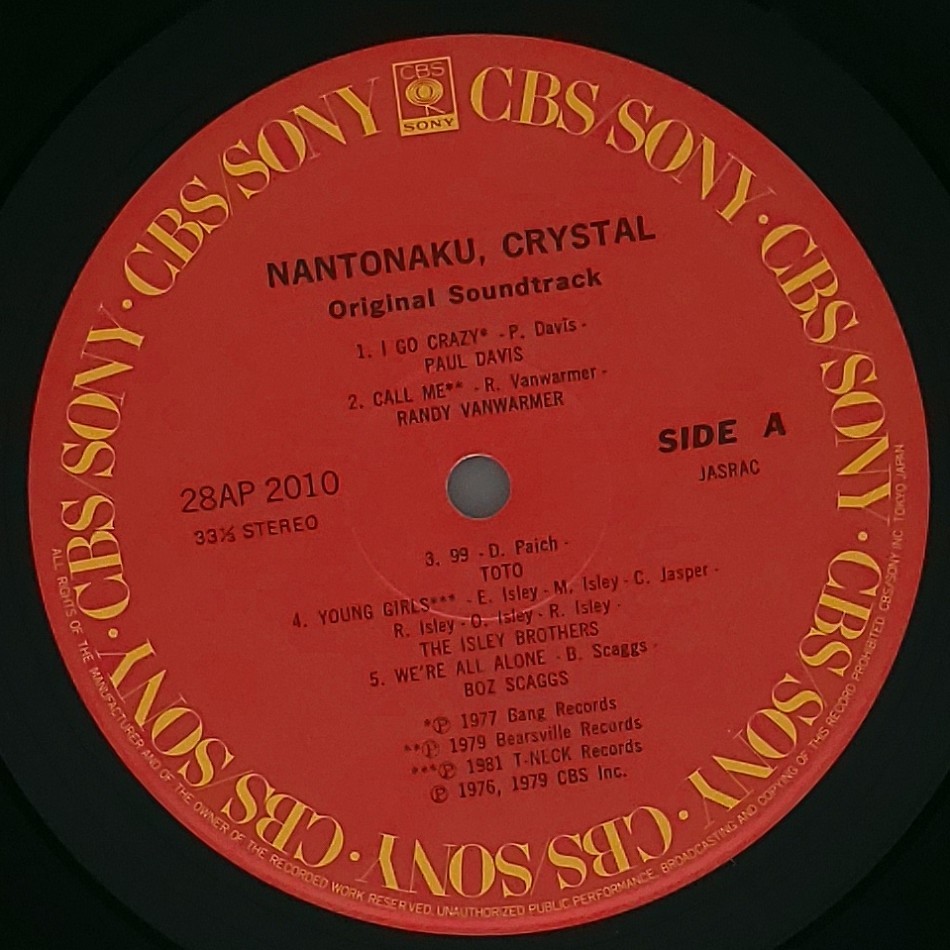 CBS
SONY
CBS/SONY · CBS/SONY · CBS/SONY · CBS/SONY · CBS/SONY · CBS/SONY · CBS/SONY · CBS/SONY
NANTONAKU, CRYSTAL
Original Soundtrack
1. I GO CRAZY* - P. Davis -
PAUL DAVIS
2. CALL ME** - R. Vanwarmer -
RANDY VANWARMER
SIDE A
JASRAC
28AP 2010
33⅓ STEREO
3. 99 - D. Paich -
TOTO
4. YOUNG GIRLS*** - E. Isley - M. Isley - C. Jasper -
R. Isley - O. Isley - R. Isley -
THE ISLEY BROTHERS
5. WE'RE ALL ALONE - B. Scaggs -
BOZ SCAGGS
*℗ 1977 Bang Records
**℗ 1979 Bearsville Records
***℗ 1981 T-NECK Records
℗ 1976, 1979 CBS Inc.
ALL RIGHTS OF THE MANUFACTURER AND OF THE OWNER OF THE RECORDED WORK RESERVED. UNAUTHORIZED PUBLIC PERFORMANCE, BROADCASTING AND COPYING OF THIS RECORD PROHIBITED CBS/SONY INC. TOKYO JAPAN